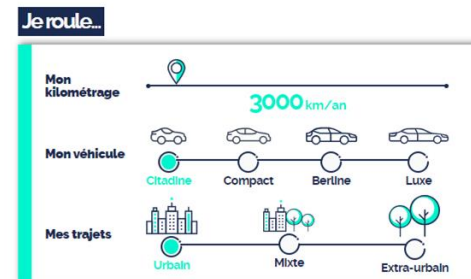 Je roule...
Mon
kilométrage
3000 km/an
Mon véhicule
Citadine Compact Berline Luxe
Mes trajets
Urbain Mixte Extra-urbain